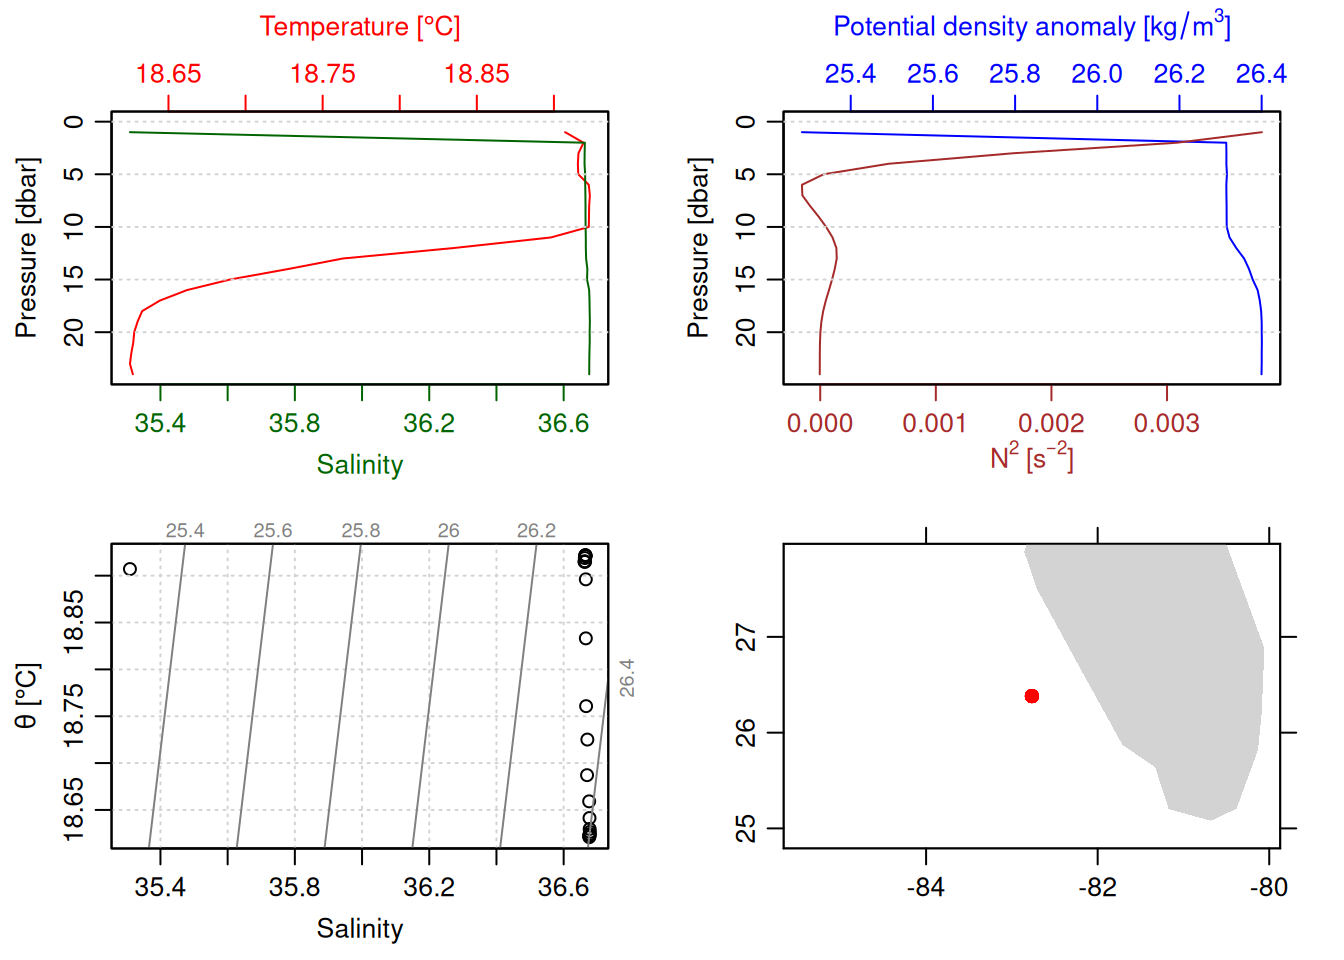 Temperature [°C]
18.65 18.75 18.85
Pressure [dbar]
0
5
10
15
20
35.4 35.8 36.2 36.6
Salinity
Potential density anomaly [kg/m³]
25.4 25.6 25.8 26.0 26.2 26.4
Pressure [dbar]
0
5
10
15
20
0.000 0.001 0.002 0.003
N² [s⁻²]
25.4 25.6 25.8 26 26.2
26.4
θ [°C]
18.85
18.75
18.65
35.4 35.8 36.2 36.6
Salinity
27
26
25
-84 -82 -80